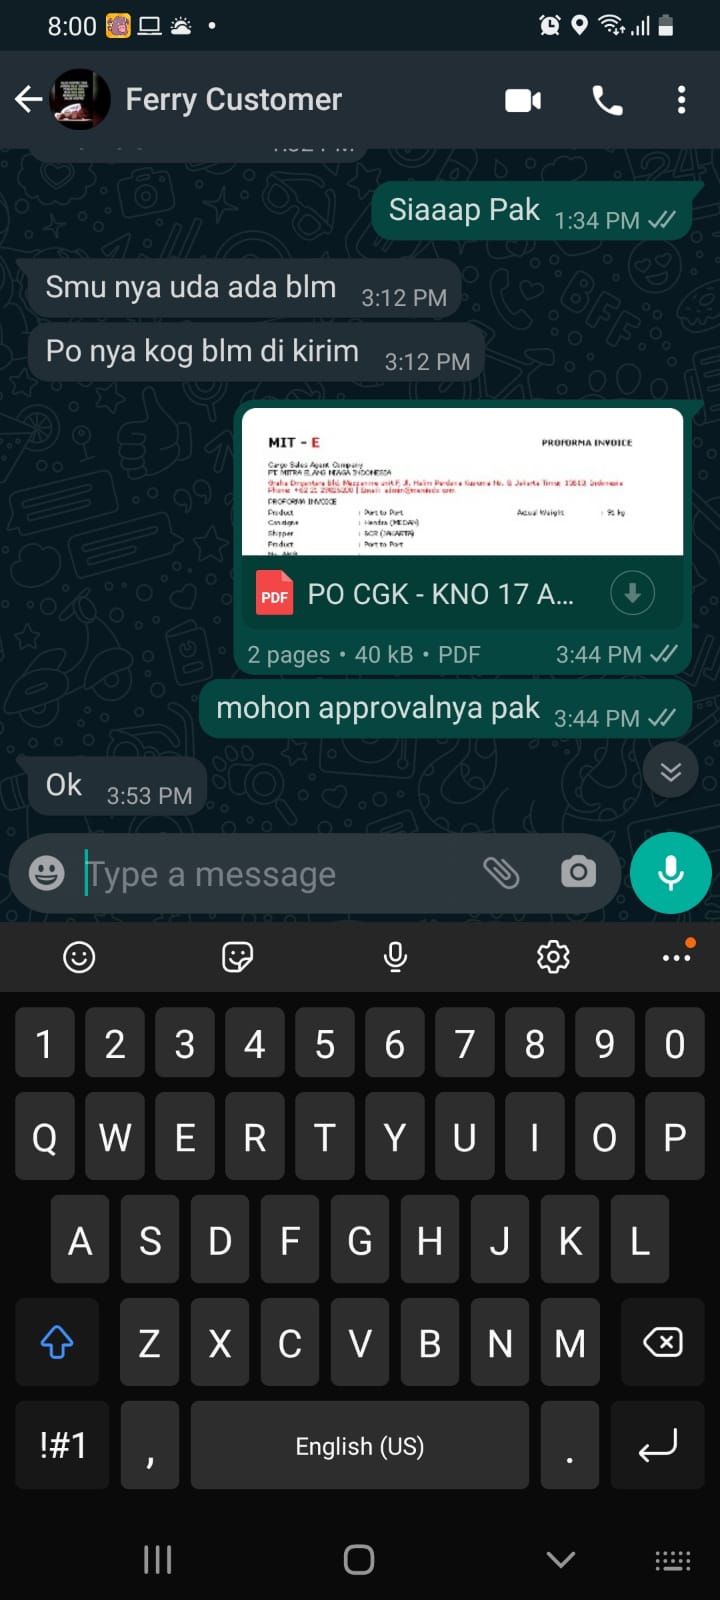 8:00
Ferry Customer
Siaaap Pak 1:34 PM
Smu nya uda ada blm 3:12 PM
Po nya kog blm di kirim 3:12 PM
MIT - E PROFORMA INVOICE
Cargo Sales Agent Company
PT. MITRA ELANG NIAGA INDONESIA
PROFORMA INVOICE
Product : Port to Port Actual Weight : 91 kg
Consigne : Hendra (MEDAN)
Shipper : SCR (JAKARTA)
Product : Port to Port
PDF PO CGK - KNO 17 A...
2 pages • 40 kB • PDF 3:44 PM
mohon approvalnya pak 3:44 PM
Ok 3:53 PM
Type a message
1 2 3 4 5 6 7 8 9 0
Q W E R T Y U I O P
A S D F G H J K L
Z X C V B N M
!#1 , English (US) .